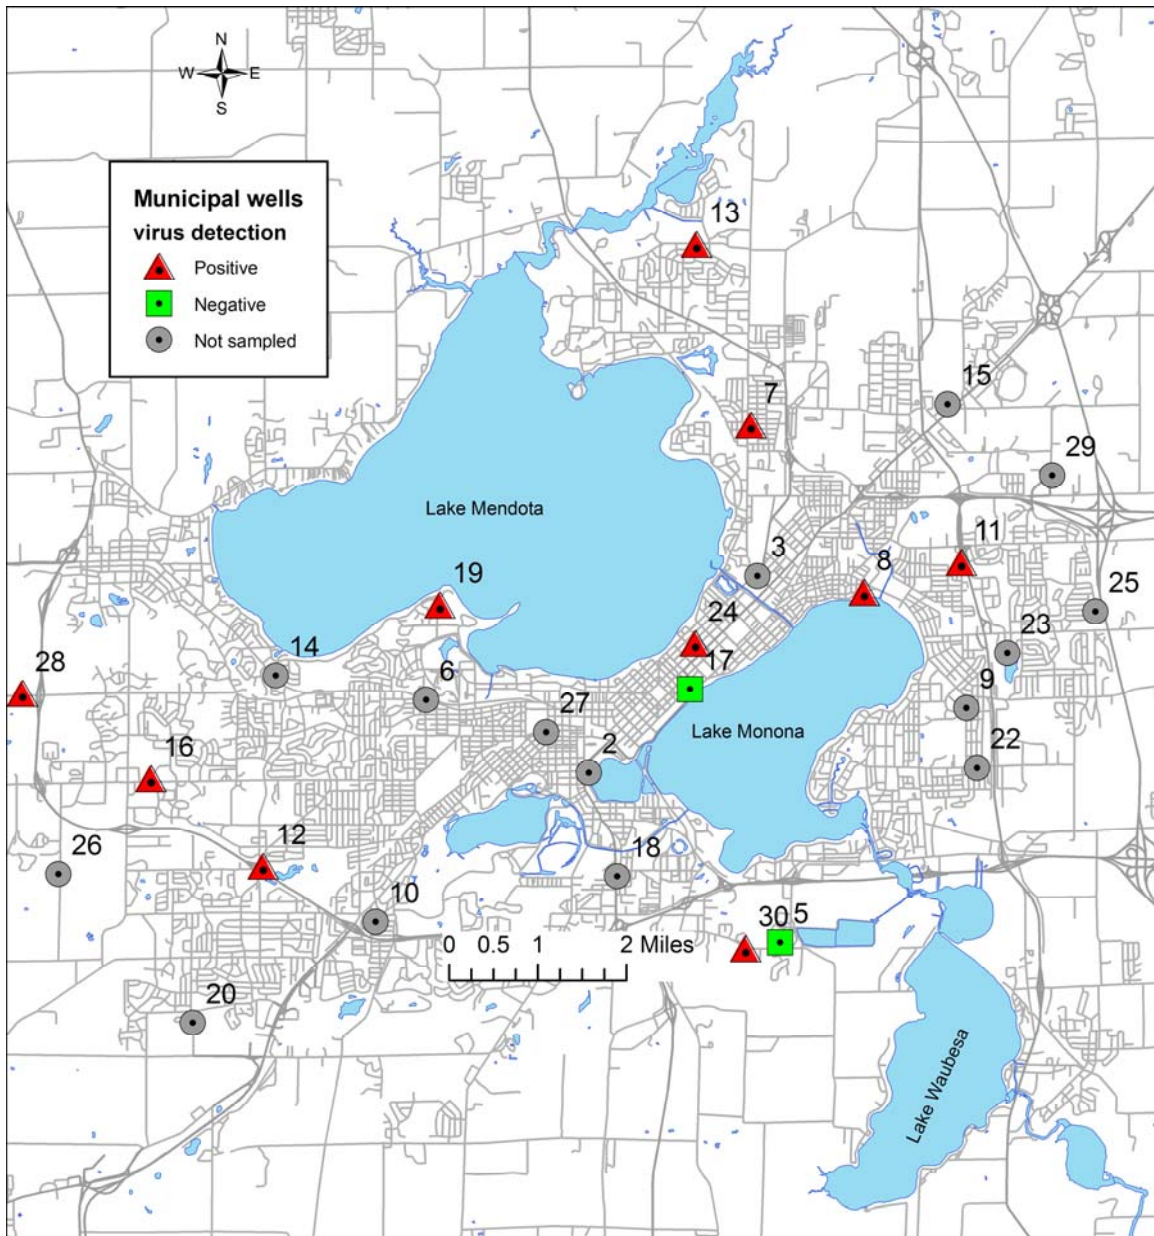 N
W E
S
Municipal wells
virus detection
Positive
Negative
Not sampled
13
15
7
29
Lake Mendota
11
3
8
19
25
24
23
17
14
28
6
9
27
Lake Monona
16
2
22
12
18
26
10
30 5
0 0.5 1 2 Miles
20
Lake Waubesa